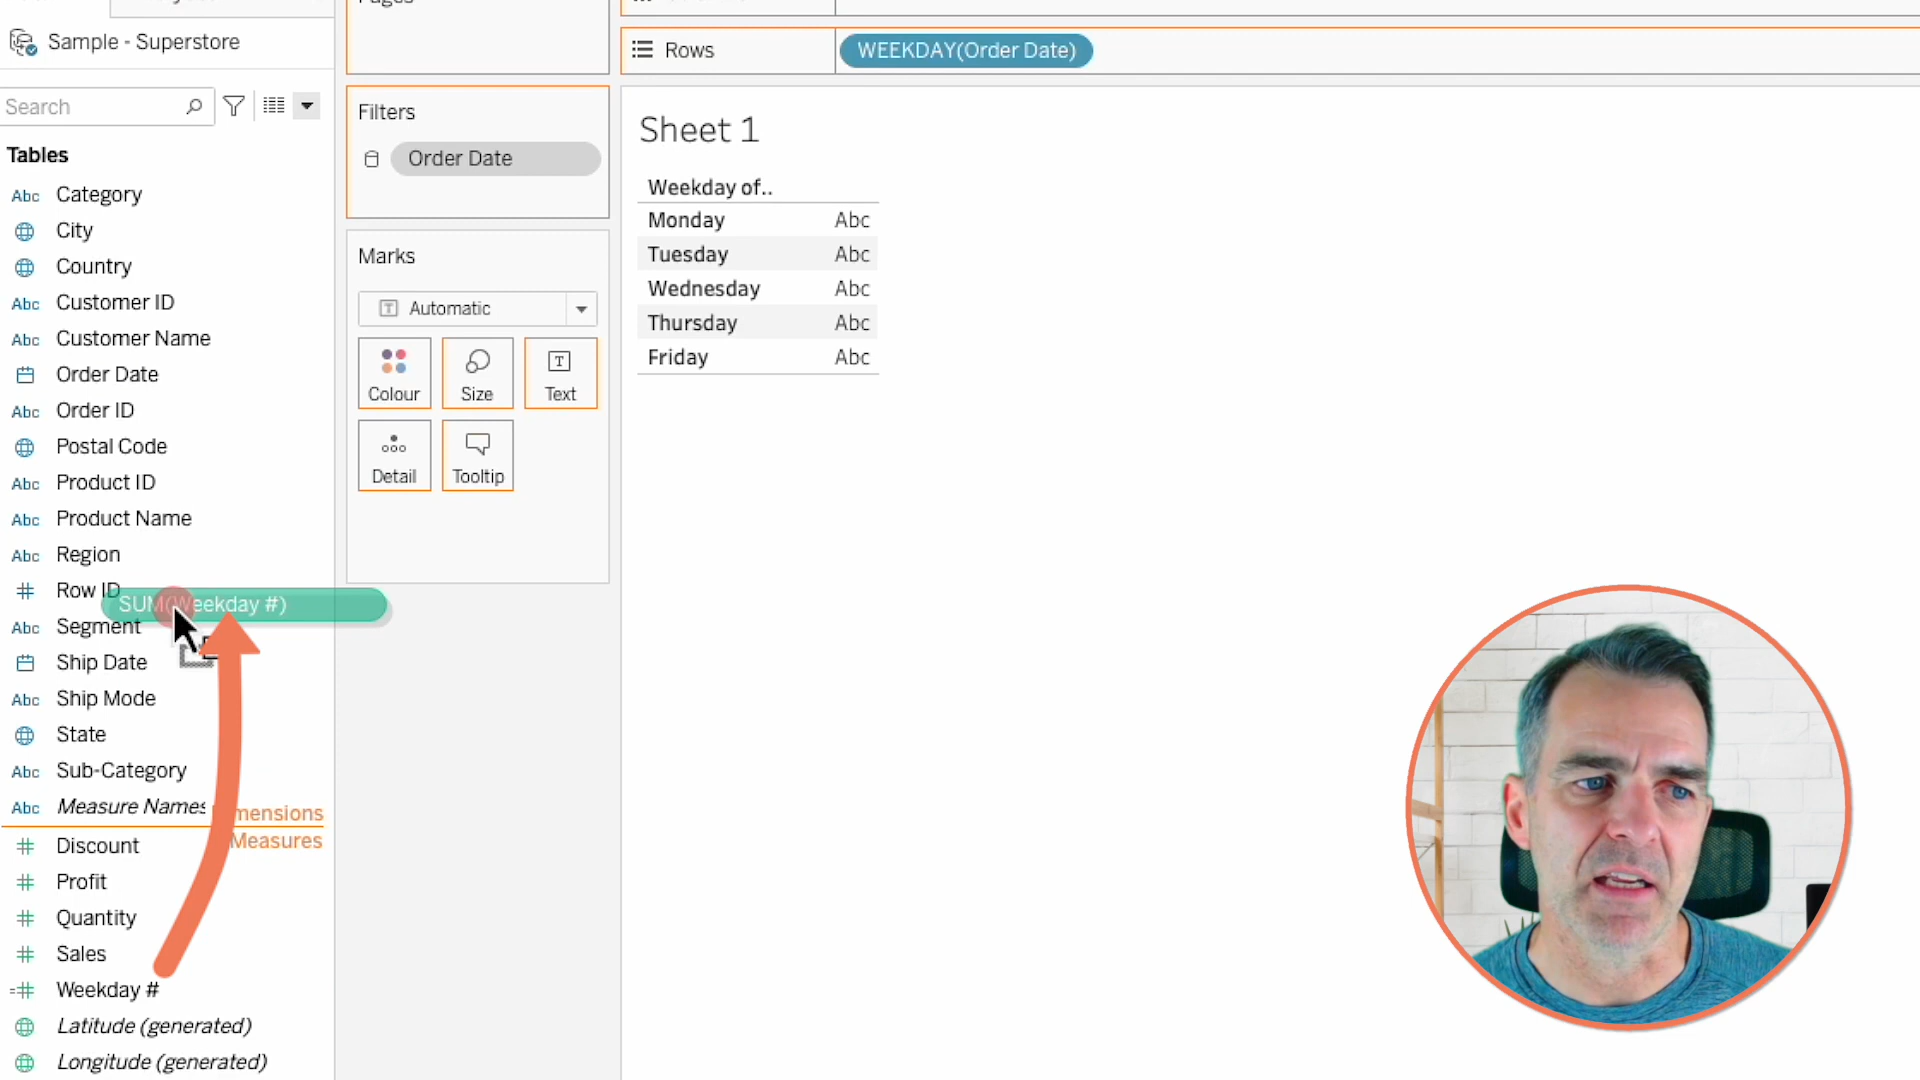 Sample - Superstore
Search
Tables
Abc Category
City
Country
Abc Customer ID
Abc Customer Name
Order Date
Abc Order ID
Postal Code
Abc Product ID
Abc Product Name
Abc Region
Row ID
SUM(Weekday #)
Abc Segment
Ship Date
Abc Ship Mode
State
Abc Sub-Category
Abc Measure Names
Measures
Discount
Profit
Quantity
Sales
Weekday #
Latitude (generated)
Longitude (generated)
Pages
Filters
Order Date
Marks
Automatic
Colour
Size
T Text
Detail
Tooltip
Rows
WEEKDAY(Order Date)
Sheet 1
Weekday of..
Monday Abc
Tuesday Abc
Wednesday Abc
Thursday Abc
Friday Abc